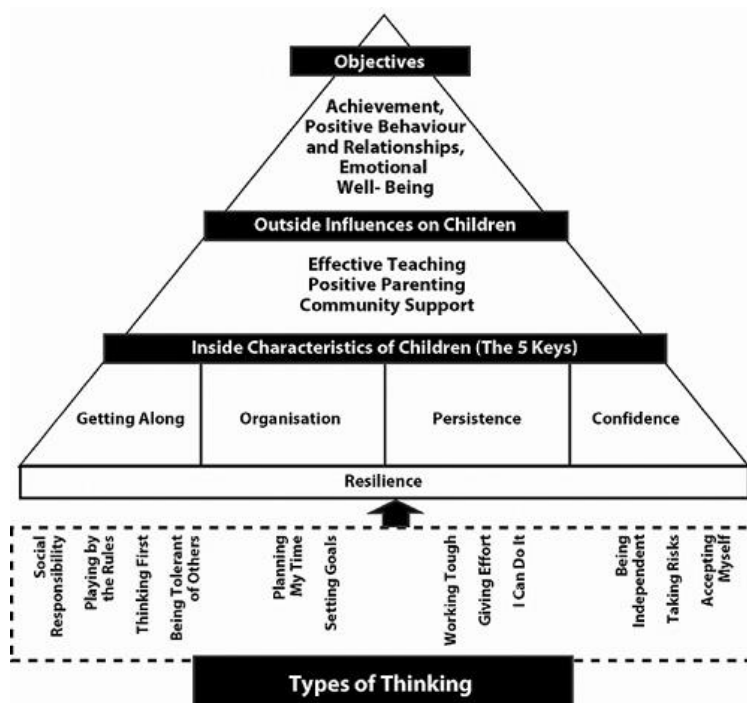 Objectives
Achievement,
Positive Behaviour
and Relationships,
Emotional
Well- Being
Outside Influences on Children
Effective Teaching
Positive Parenting
Community Support
Inside Characteristics of Children (The 5 Keys)
Getting Along
Organisation
Persistence
Confidence
Resilience
Social
Responsibility
Playing by
the Rules
Thinking First
Being Tolerant
of Others
Planning
My Time
Setting Goals
Working Tough
Giving Effort
I Can Do It
Being
Independent
Taking Risks
Accepting
Myself
Types of Thinking